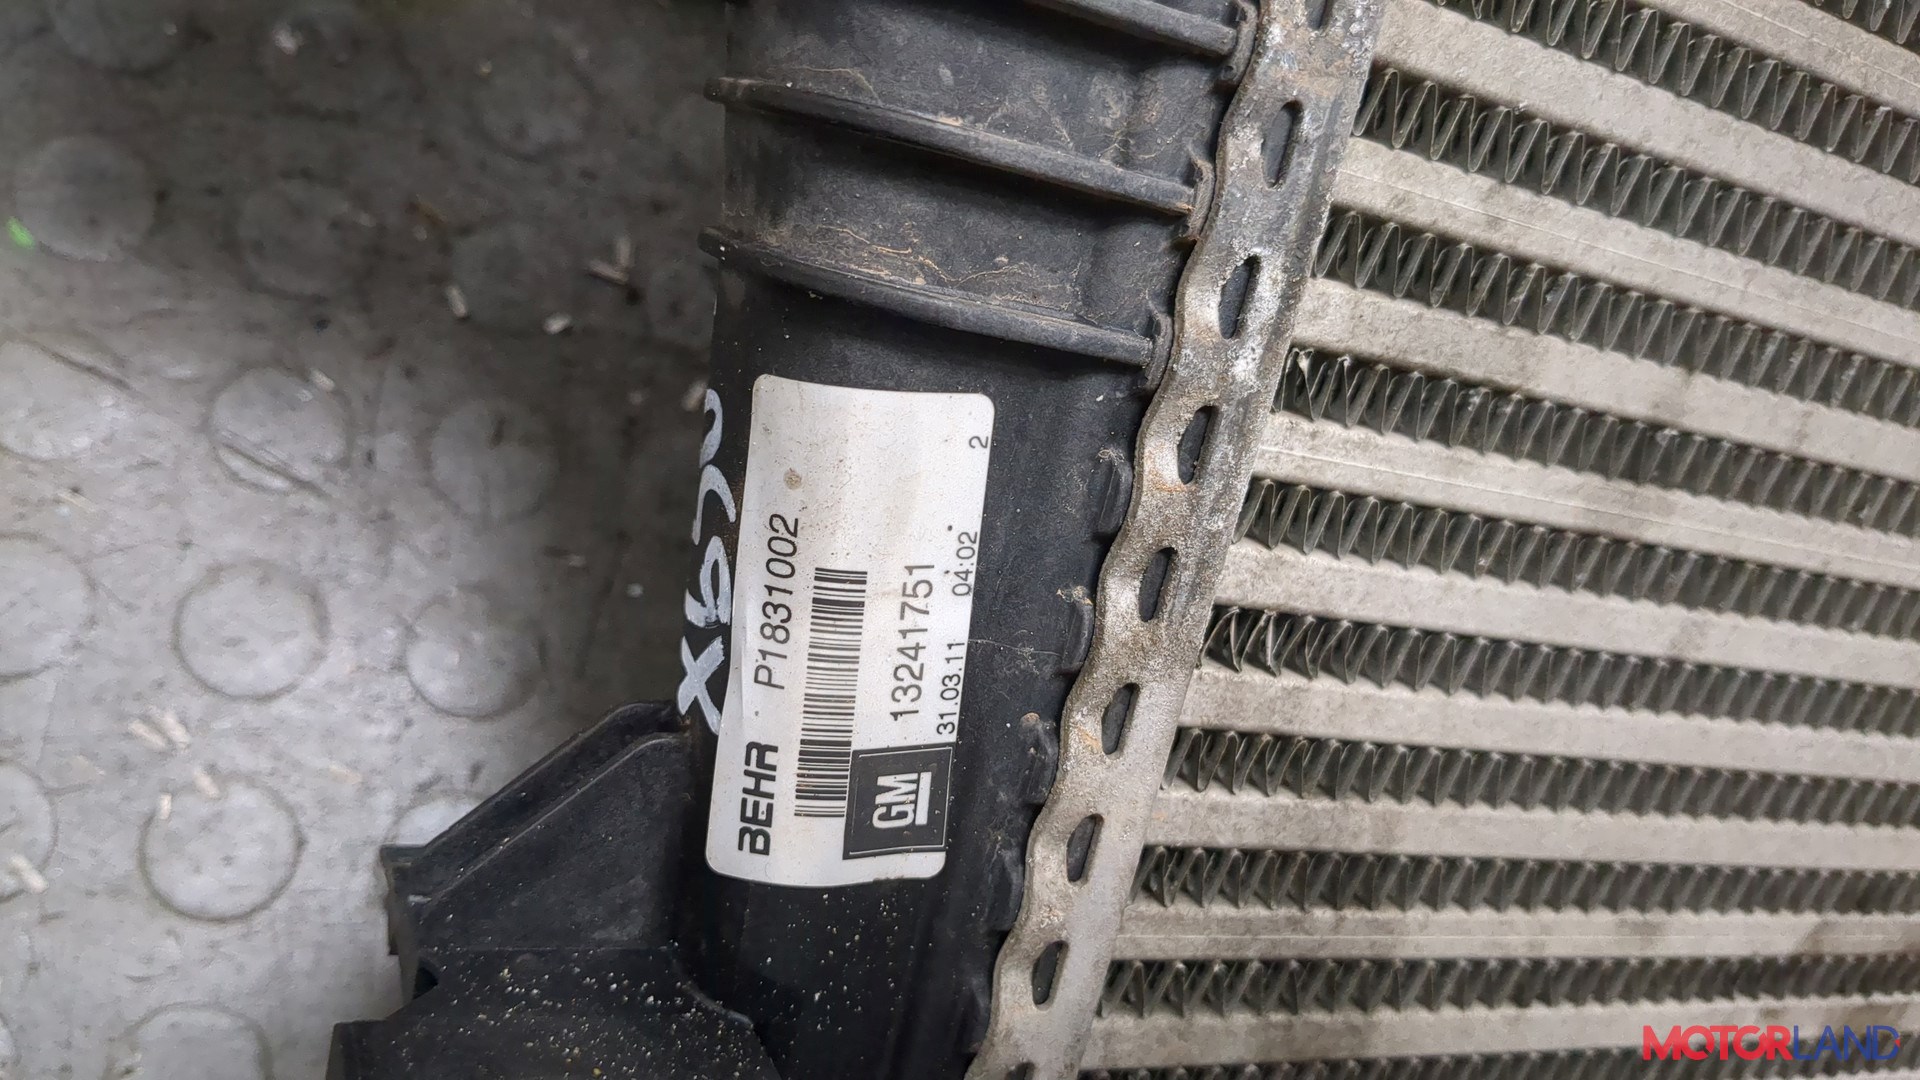 BEHR P1831002
GM 13241751
31.03.11 04:02 2
MOTORLAND